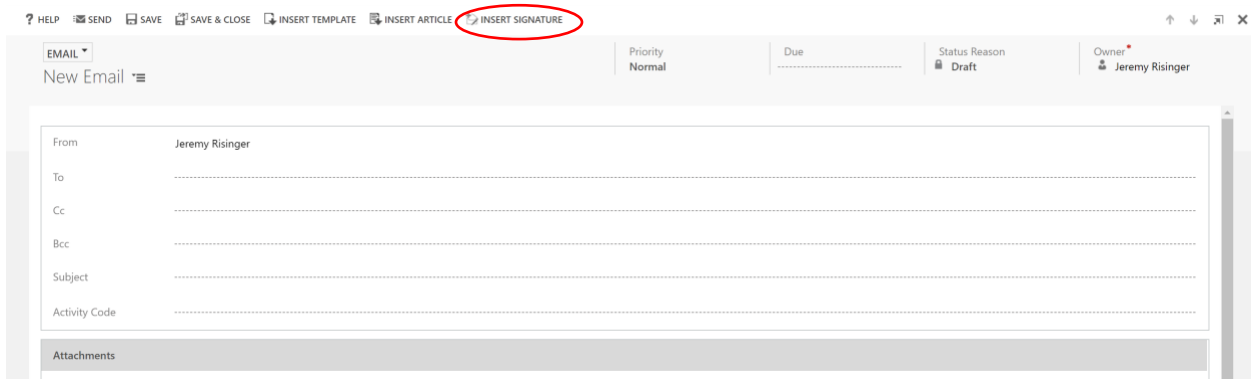 ? HELP SEND SAVE SAVE & CLOSE INSERT TEMPLATE INSERT ARTICLE INSERT SIGNATURE
EMAIL
New Email
Priority
Normal
Due
Status Reason
Draft
Owner*
Jeremy Risinger
From Jeremy Risinger
To
Cc
Bcc
Subject
Activity Code
Attachments